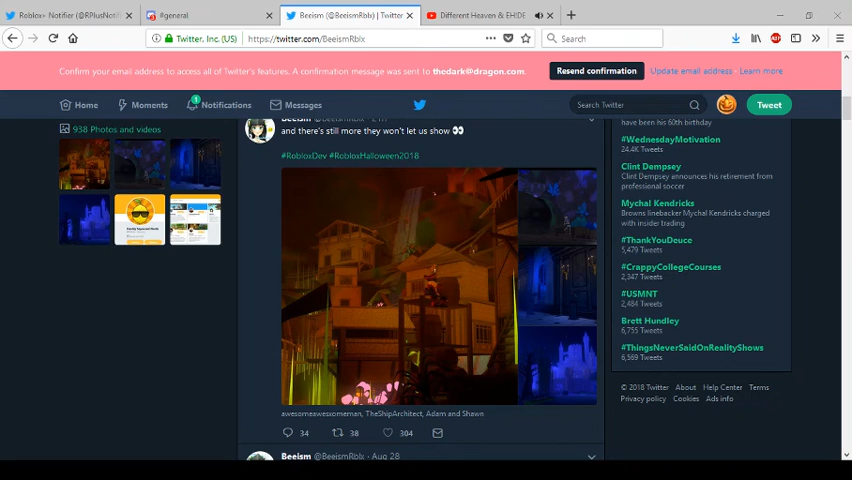 Roblox+ Notifier (@RPlusNotif
#general
Beeism (@BeeismRblx) | Twitter
Different Heaven & EH!DE
Twitter, Inc. (US)
https://twitter.com/BeeismRblx
Search
Confirm your email address to access all of Twitter's features. A confirmation message was sent to thedark@dragon.com.
Resend confirmation
Update email address
Learn more
Home
Moments
1
Notifications
Messages
Search Twitter
Tweet
938 Photos and videos
Beeism @BeeismRblx
and there's still more they won't let us show 👀
#RobloxDev #RobloxHalloween2018
awesomeawesomeman, TheShipArchitect, Adam and Shawn
34
38
304
Beeism @BeeismRblx · Aug 28
have been his 60th birthday
#WednesdayMotivation
24.4K Tweets
Clint Dempsey
Clint Dempsey announces his retirement from
professional soccer
Mychal Kendricks
Browns linebacker Mychal Kendricks charged
with insider trading
#ThankYouDeuce
5,479 Tweets
#CrappyCollegeCourses
2,347 Tweets
#USMNT
2,484 Tweets
Brett Hundley
6,755 Tweets
#ThingsNeverSaidOnRealityShows
6,569 Tweets
© 2018 Twitter About Help Center Terms
Privacy policy Cookies Ads info